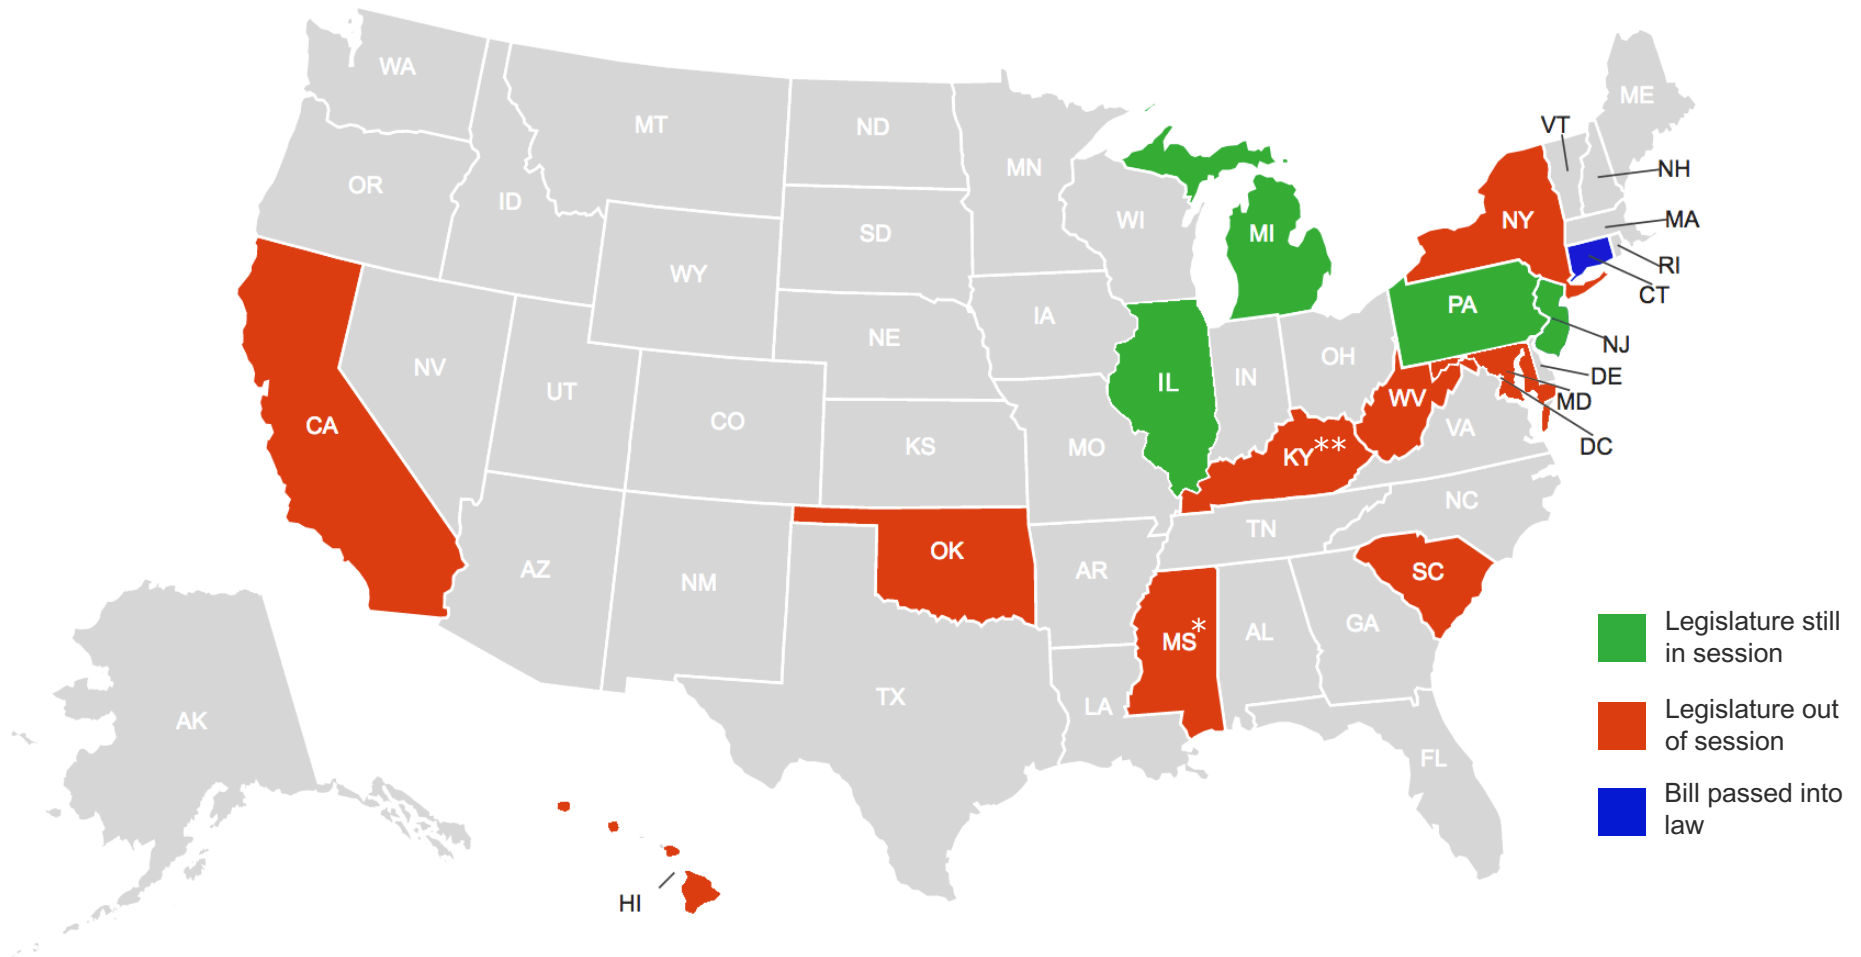 WA
MT
ND
MN
ME
VT
NH
OR
ID
SD
WI
MI
NY
MA
WY
RI
CT
IA
PA
NE
NJ
NV
UT
CO
IL
IN
OH
DE
WV
MD
CA
KS
MO
KY**
VA
DC
NC
TN
AZ
NM
OK
AR
SC
MS*
AL
GA
TX
LA
FL
AK
HI
Legislature still
in session
Legislature out
of session
Bill passed into
law